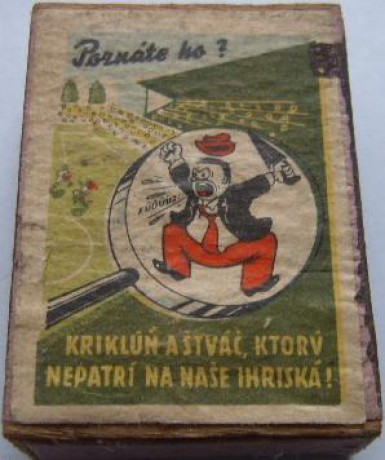 Poznáte ho?
KRIKLÚŇ A ŠTVÁČ, KTORÝ
NEPATRÍ NA NAŠE IHRISKÁ!